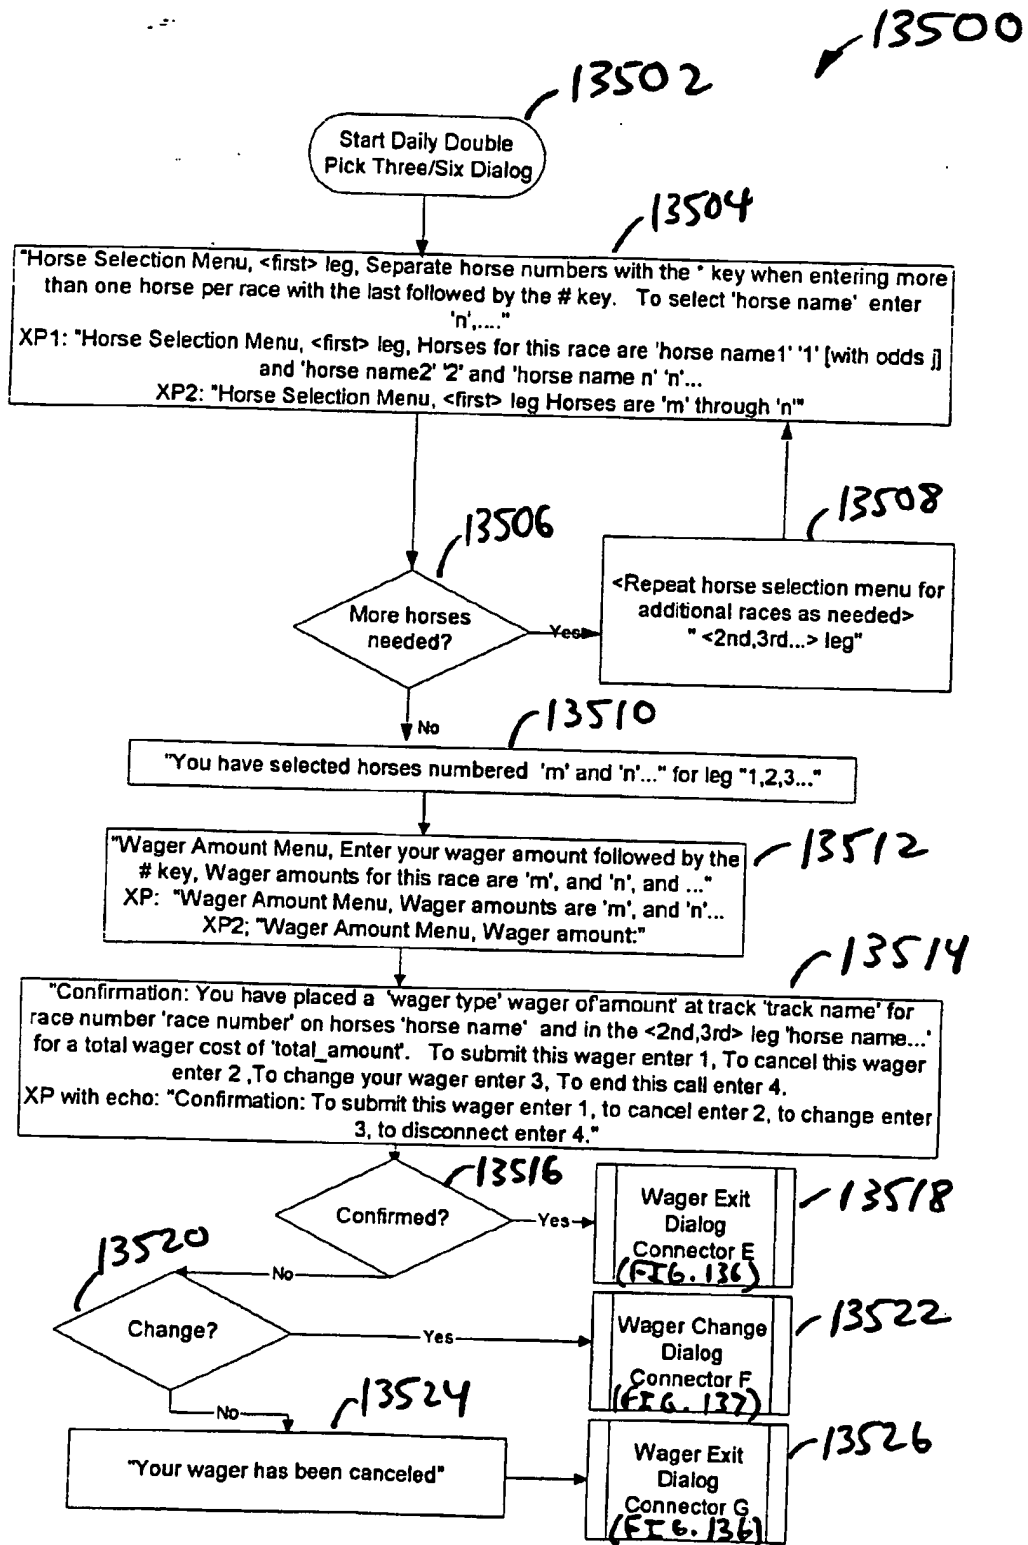 13500
13502
Start Daily Double
Pick Three/Six Dialog
13504
"Horse Selection Menu, <first> leg, Separate horse numbers with the * key when entering more
than one horse per race with the last followed by the # key. To select 'horse name' enter
'n',...."
XP1: "Horse Selection Menu, <first> leg, Horses for this race are 'horse name1' '1' [with odds j]
and 'horse name2' '2' and 'horse name n' 'n'...
XP2: "Horse Selection Menu, <first> leg Horses are 'm' through 'n'"
13506
13508
More horses
needed?
Yes
<Repeat horse selection menu for
additional races as needed>
" <2nd,3rd...> leg"
No
13510
"You have selected horses numbered 'm' and 'n'..." for leg "1,2,3..."
13512
"Wager Amount Menu, Enter your wager amount followed by the
# key, Wager amounts for this race are 'm', and 'n', and ..."
XP: "Wager Amount Menu, Wager amounts are 'm', and 'n'...
XP2; "Wager Amount Menu, Wager amount:"
13514
"Confirmation: You have placed a 'wager type' wager of'amount' at track 'track name' for
race number 'race number' on horses 'horse name' and in the <2nd,3rd> leg 'horse name...'
for a total wager cost of 'total_amount'. To submit this wager enter 1, To cancel this wager
enter 2 ,To change your wager enter 3, To end this call enter 4.
XP with echo: "Confirmation: To submit this wager enter 1, to cancel enter 2, to change enter
3, to disconnect enter 4."
13516
Confirmed?
Yes
Wager Exit
Dialog
Connector E
(FIG. 136)
13518
No
13520
Change?
Yes
Wager Change
Dialog
Connector F
(FIG. 137)
13522
No
13524
"Your wager has been canceled"
Wager Exit
Dialog
Connector G
(FIG. 136)
13526